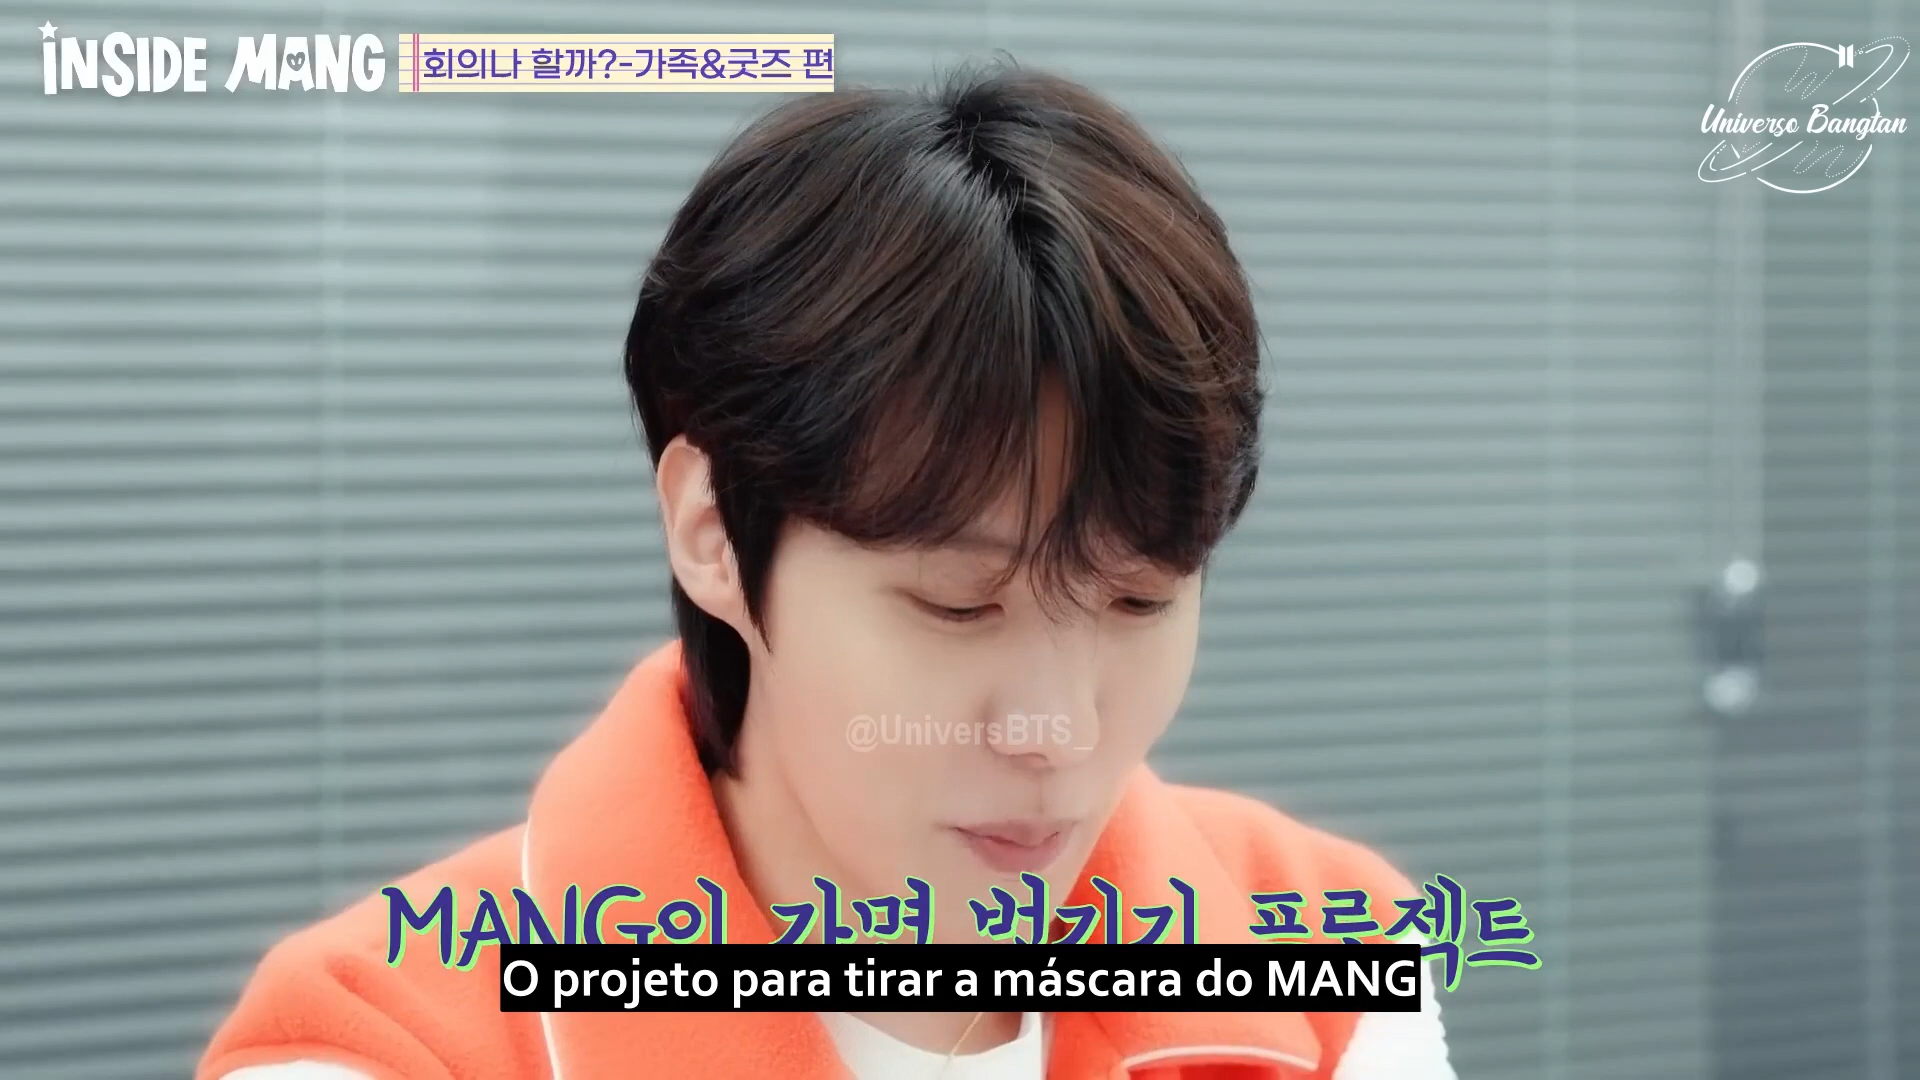 INSIDE MANG
회의나 할까?-가족&굿즈 편
Universo Bangtan
@UniversBTS_
MANG의 가면 벗기기 프로젝트
O projeto para tirar a máscara do MANG